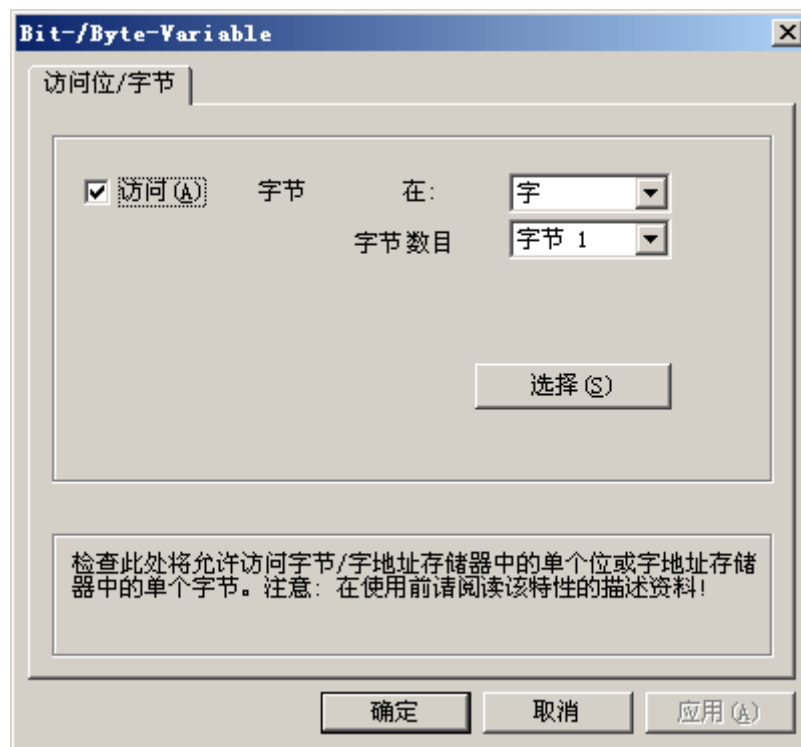 Bit-/Byte-Variable
访问位/字节
访问(A) 字节 在: 字
字节数目 字节 1
选择(S)
检查此处将允许访问字节/字地址存储器中的单个位或字地址存储
器中的单个字节。注意: 在使用前请阅读该特性的描述资料!
确定 取消 应用(A)